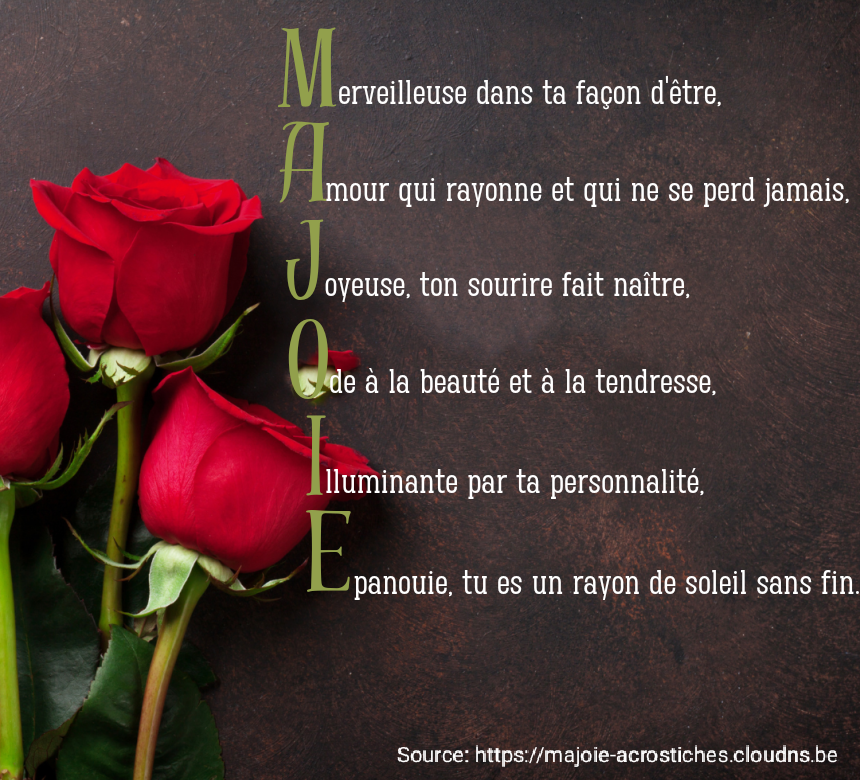 Merveilleuse dans ta façon d'être,
Amour qui rayonne et qui ne se perd jamais,
Joyeuse, ton sourire fait naître,
Ode à la beauté et à la tendresse,
Illuminante par ta personnalité,
Epanouie, tu es un rayon de soleil sans fin.
Source: https://majoie-acrostiches.cloudns.be